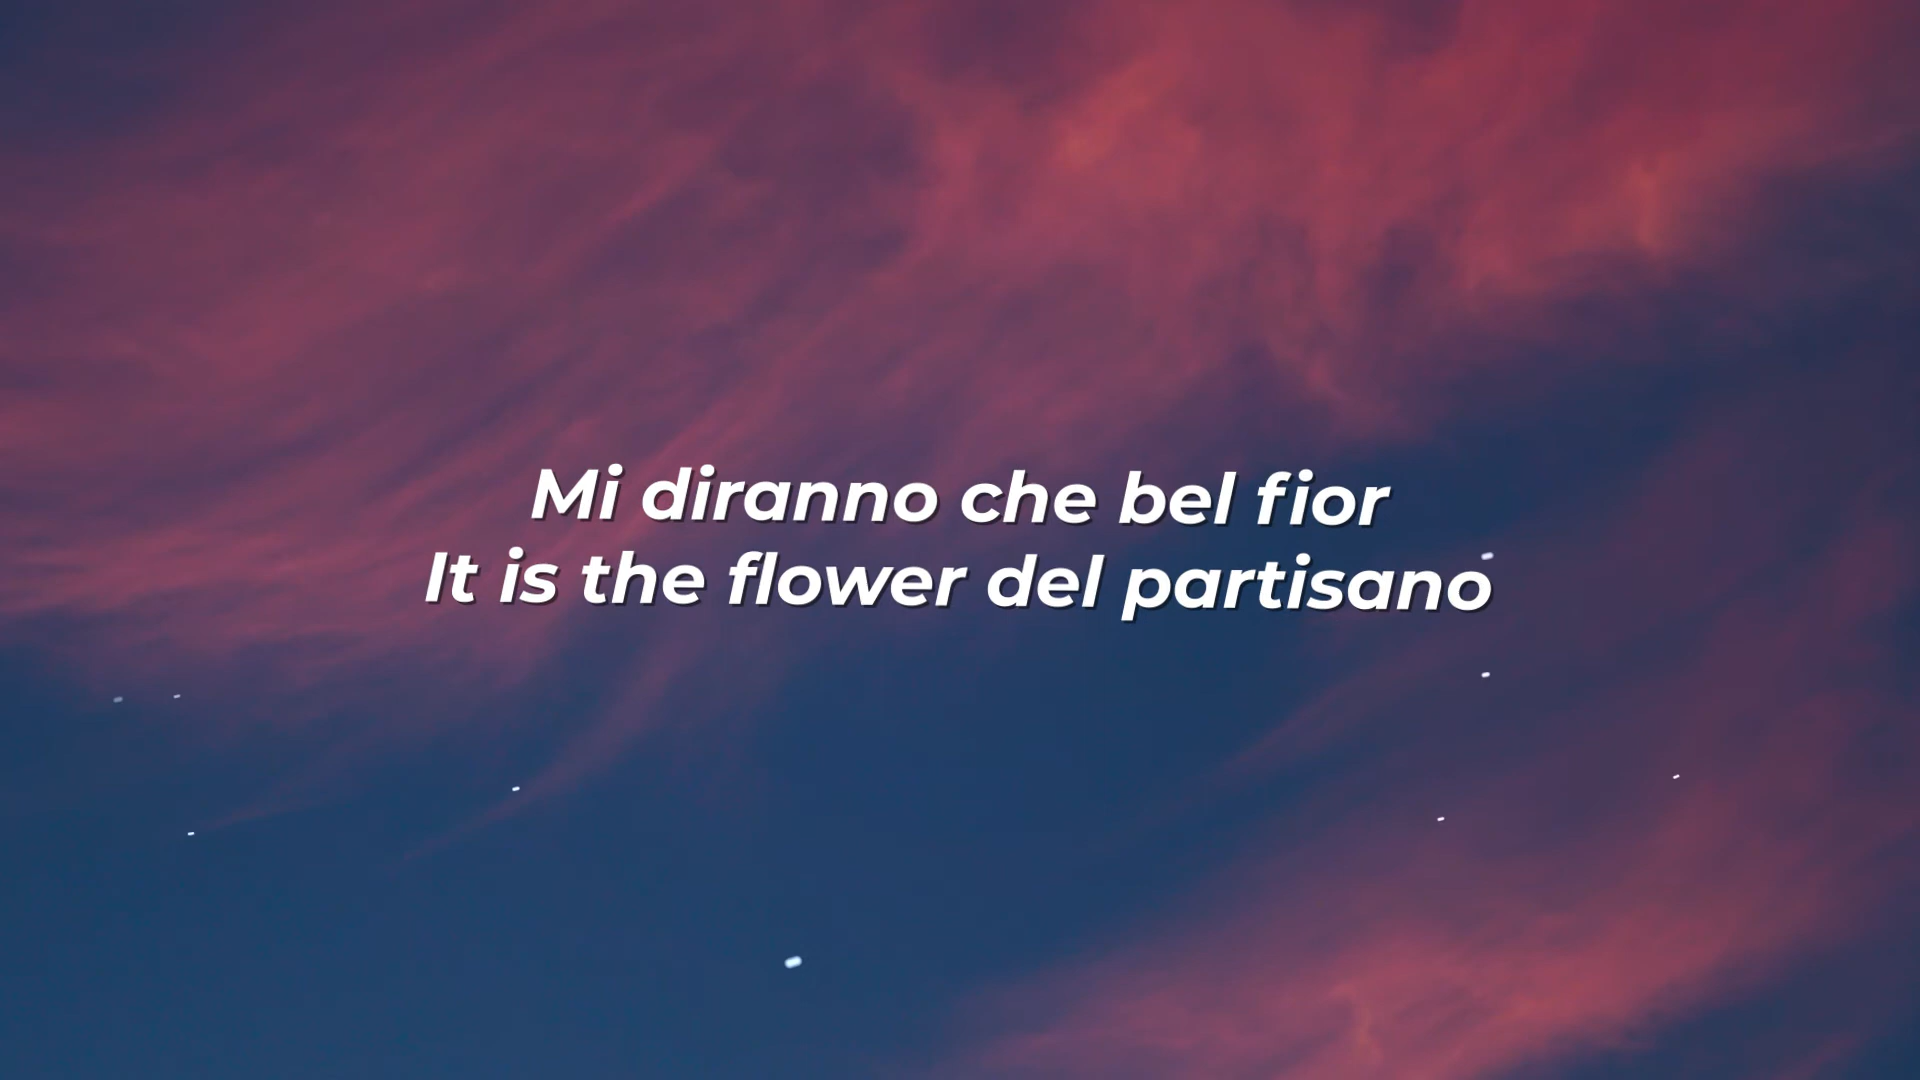 Mi diranno che bel fior
It is the flower del partisano